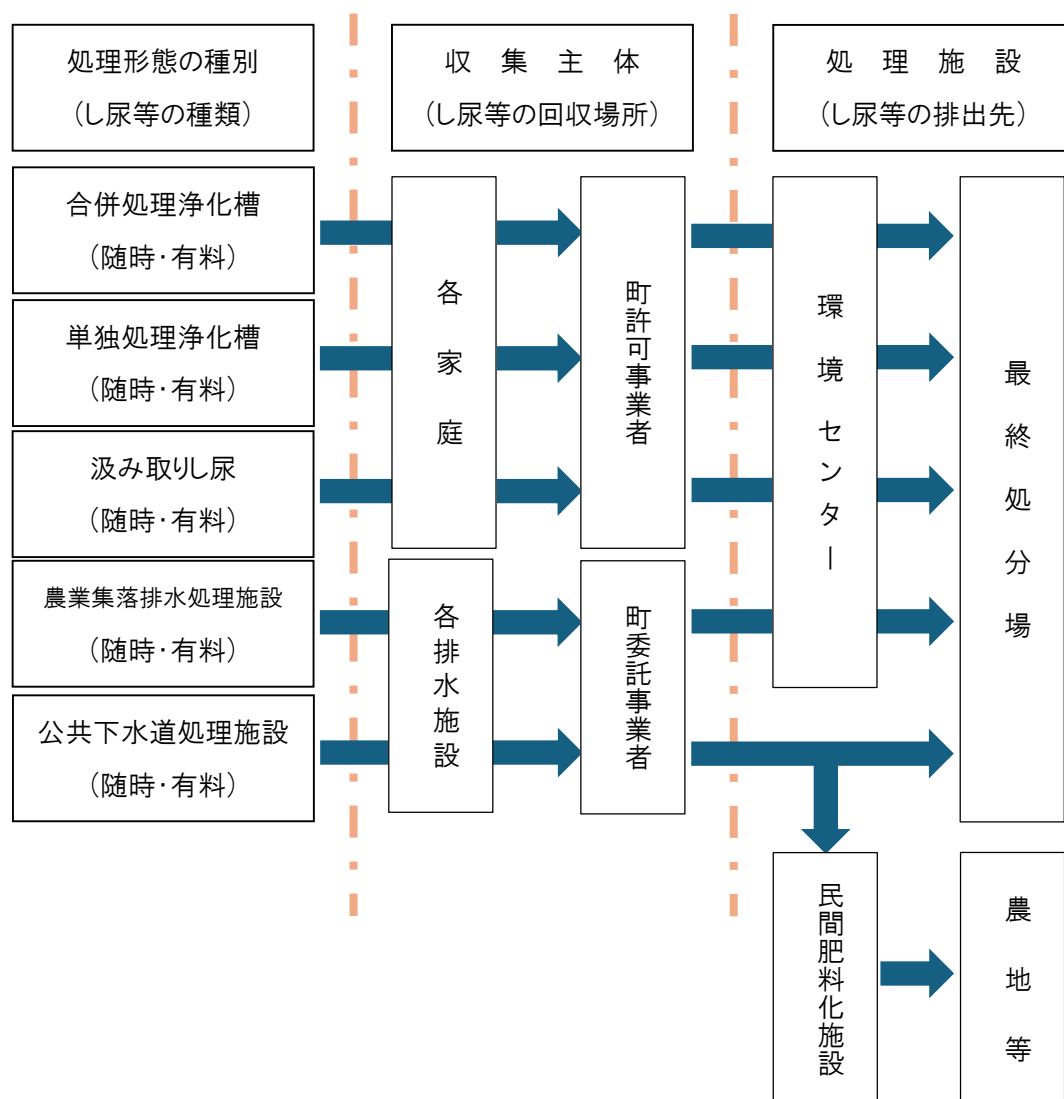 処理形態の種別
（し尿等の種類）
収集主体
（し尿等の回収場所）
処理施設
（し尿等の排出先）
合併処理浄化槽
（随時・有料）
単独処理浄化槽
（随時・有料）
汲み取りし尿
（随時・有料）
農業集落排水処理施設
（随時・有料）
公共下水道処理施設
（随時・有料）
各家庭
各排水施設
町許可事業者
町委託事業者
環境センター
最終処分場
民間肥料化施設
農地等